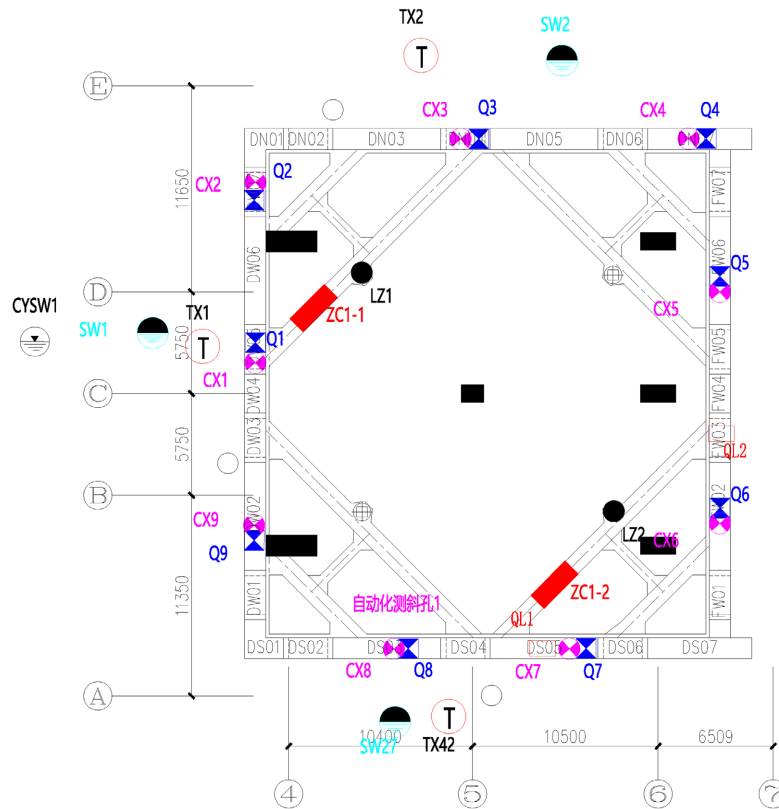 TX2
SW2
T
E
CX3
Q3
CX4
Q4
DN01
DN02
DN03
DN05
DN06
Q2
CX2
11650
FW07
DW06
FW06
Q5
D
LZ1
CX5
CYSW1
SW1
TX1
ZC1-1
T
5750
Q1
FW05
CX1
C
DW04
FW04
5750
DW03
FW03
QL2
B
Q6
CX9
LZ2
CX6
Q9
11350
DW01
ZC1-2
FW01
自动化测斜孔1
QL1
DS01
DS02
DS04
DS05
DS06
DS07
CX8
Q8
CX7
Q7
A
T
10400
10500
6509
SW27
TX42
4
5
6
7